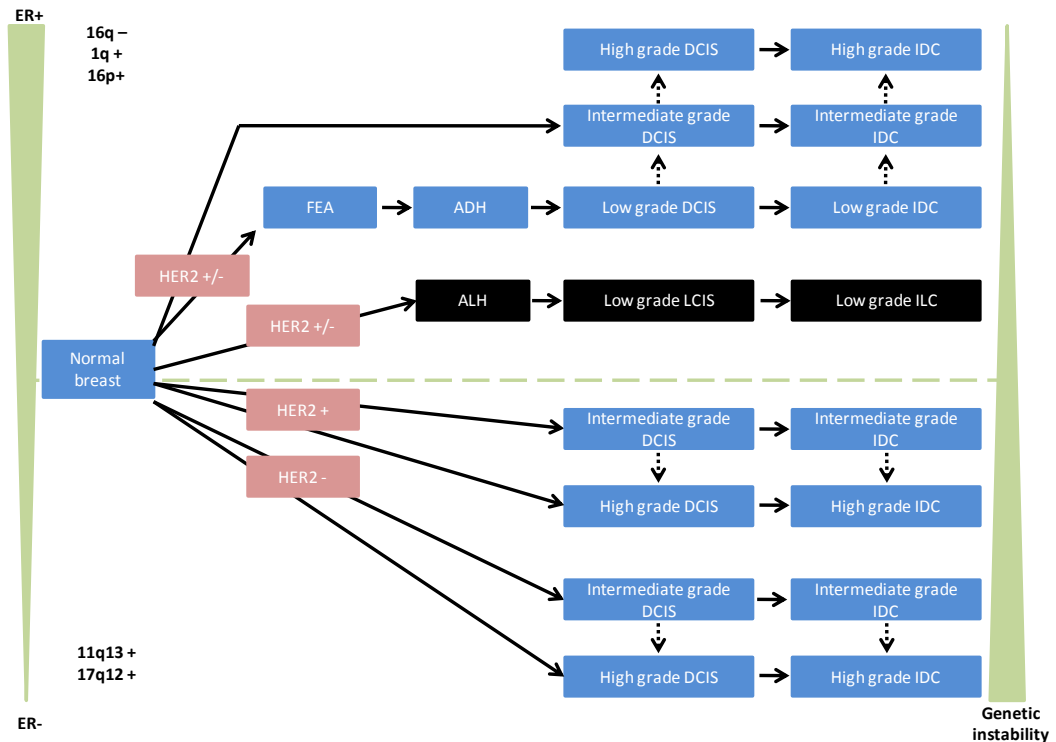 ER+
16q –
1q +
16p+
High grade DCIS
High grade IDC
Intermediate grade
DCIS
Intermediate grade
IDC
FEA
ADH
Low grade DCIS
Low grade IDC
HER2 +/-
ALH
Low grade LCIS
Low grade ILC
HER2 +/-
Normal
breast
HER2 +
Intermediate grade
DCIS
Intermediate grade
IDC
HER2 -
High grade DCIS
High grade IDC
Intermediate grade
DCIS
Intermediate grade
IDC
11q13 +
17q12 +
High grade DCIS
High grade IDC
ER-
Genetic
instability